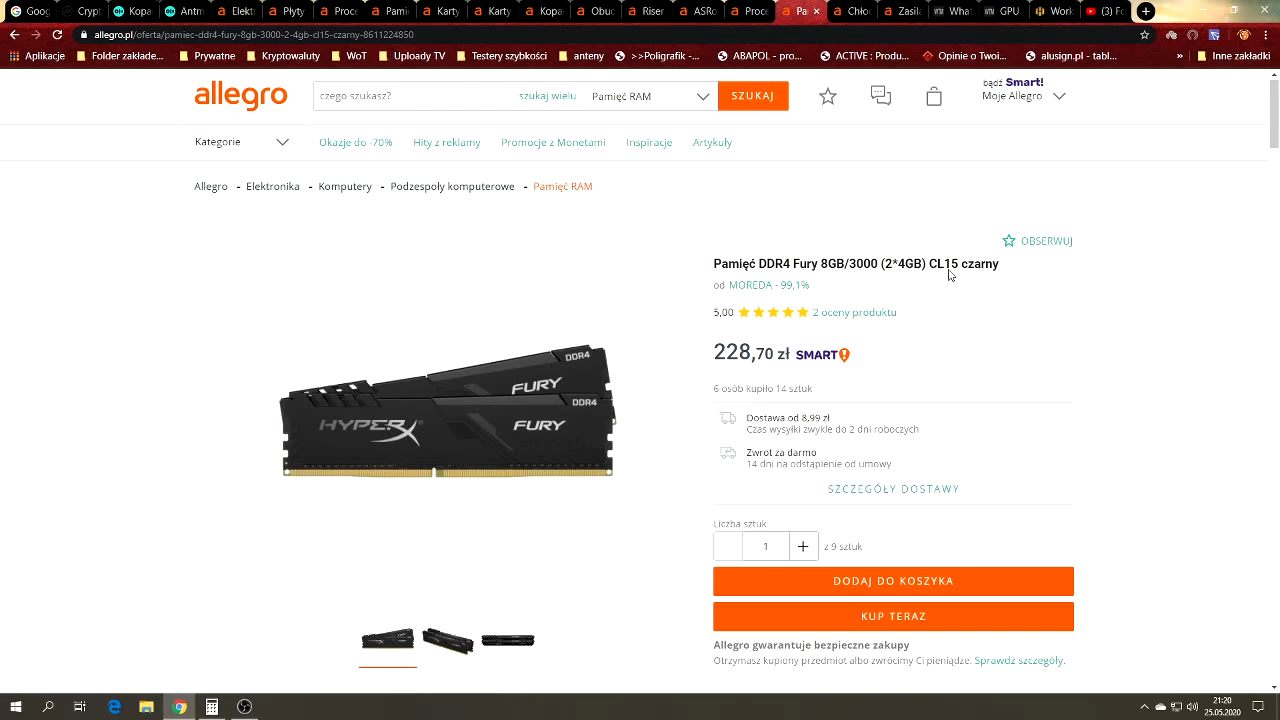 Goog
Elekt
Płyty
Proce
Pami
Karty
Karty
Kopa
Obuc
Riser
ASRo
Proce
Pa
Chcę
Active
Zasila
Wha
GPU
Work
(3) Fo
allegro.pl/oferta/pamiec-ddr4-fury-8gb-3000-2-4gb-cl15-czarny-8611224850
Aplikacje
Folder zakładek...
Prywatne
Kryptowaluty
WoT
Uploady TV
Testery szybkości
anteny
>>Poligrafik-...
ABAPOL - produ...
ACTIVE : Produkt...
Opinie o Twoim...
alusign.pl - tabl...
»
Inne zakładki
allegro
czego szukasz?
szukaj wielu
Pamięć RAM
SZUKAJ
bądź Smart!
Moje Allegro
Kategorie
Okazje do -70%
Hity z reklamy
Promocje z Monetami
Inspiracje
Artykuły
Allegro - Elektronika - Komputery - Podzespoły komputerowe - Pamięć RAM
OBSERWUJ
Pamięć DDR4 Fury 8GB/3000 (2*4GB) CL15 czarny
od MOREDA - 99,1%
5,00 2 oceny produktu
228,70 zł SMART!
6 osób kupiło 14 sztuk
Dostawa od 8,99 zł
Czas wysyłki zwykle do 2 dni roboczych
Zwrot za darmo
14 dni na odstąpienie od umowy
SZCZEGÓŁY DOSTAWY
DDR4
FURY
DDR4
HYPERX®
FURY
Liczba sztuk
1 + z 9 sztuk
DODAJ DO KOSZYKA
KUP TERAZ
Allegro gwarantuje bezpieczne zakupy
Otrzymasz kupiony przedmiot albo zwrócimy Ci pieniądze. Sprawdź szczegóły.
21:20
25.05.2020